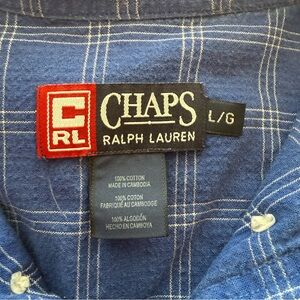 C
RL
CHAPS
RALPH LAUREN
L/G
100% COTTON
MADE IN CAMBODIA
100% COTON
FABRIQUÉ AU CAMBODGE
100% ALGODÓN
HECHO EN CAMBOYA